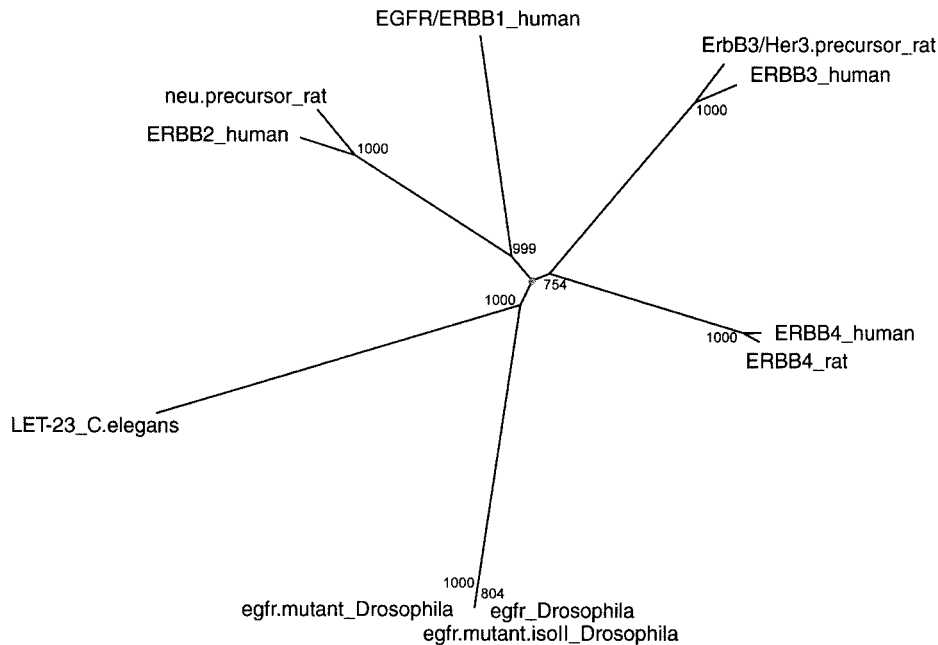 EGFR/ERBB1_human
ErbB3/Her3.precursor_rat
ERBB3_human
1000
neu.precursor_rat
ERBB2_human
1000
999
754
1000
ERBB4_human
1000
ERBB4_rat
LET-23_C.elegans
1000
804
egfr.mutant_Drosophila
egfr_Drosophila
egfr.mutant.isoII_Drosophila